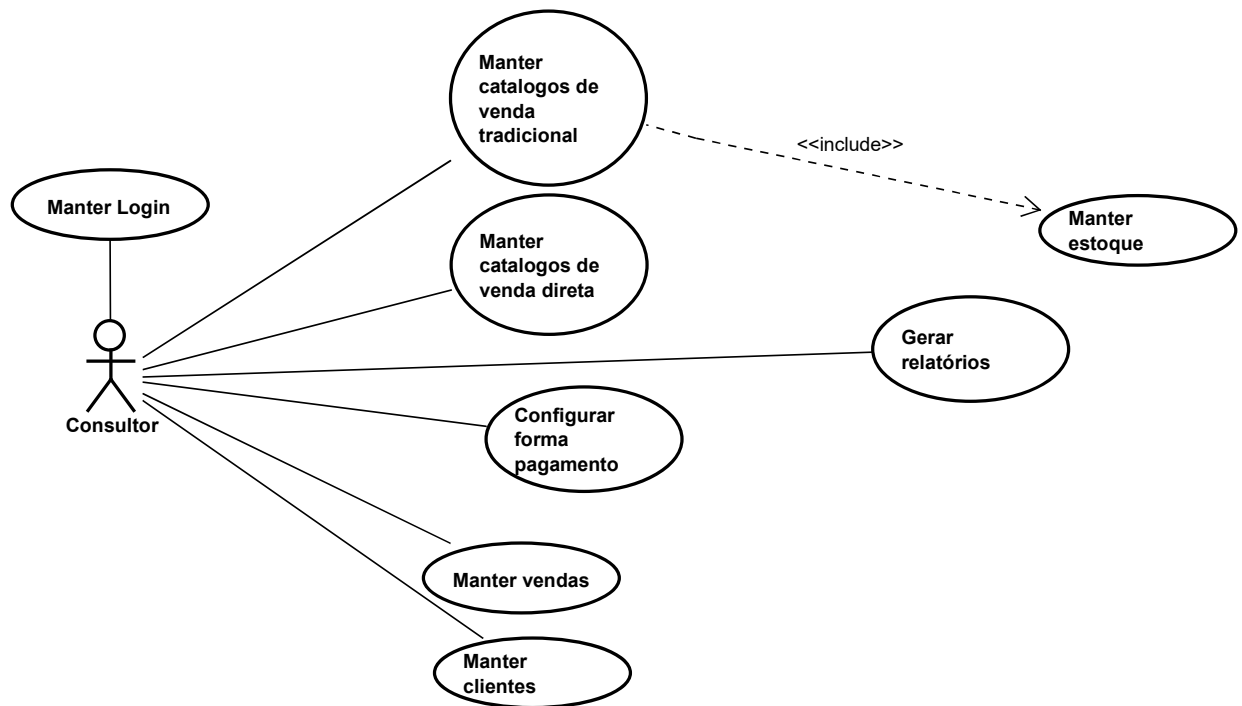 Manter
catalogos de
venda
tradicional
<<include>>
Manter Login
Manter
estoque
Manter
catalogos de
venda direta
Gerar
relatórios
Consultor
Configurar
forma
pagamento
Manter vendas
Manter
clientes